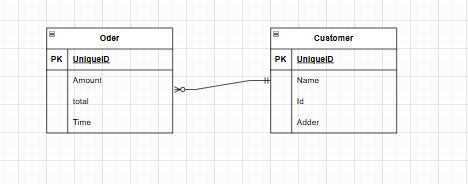 Oder
PK UniqueID
Amount
total
Time
Customer
PK UniqueID
Name
Id
Adder